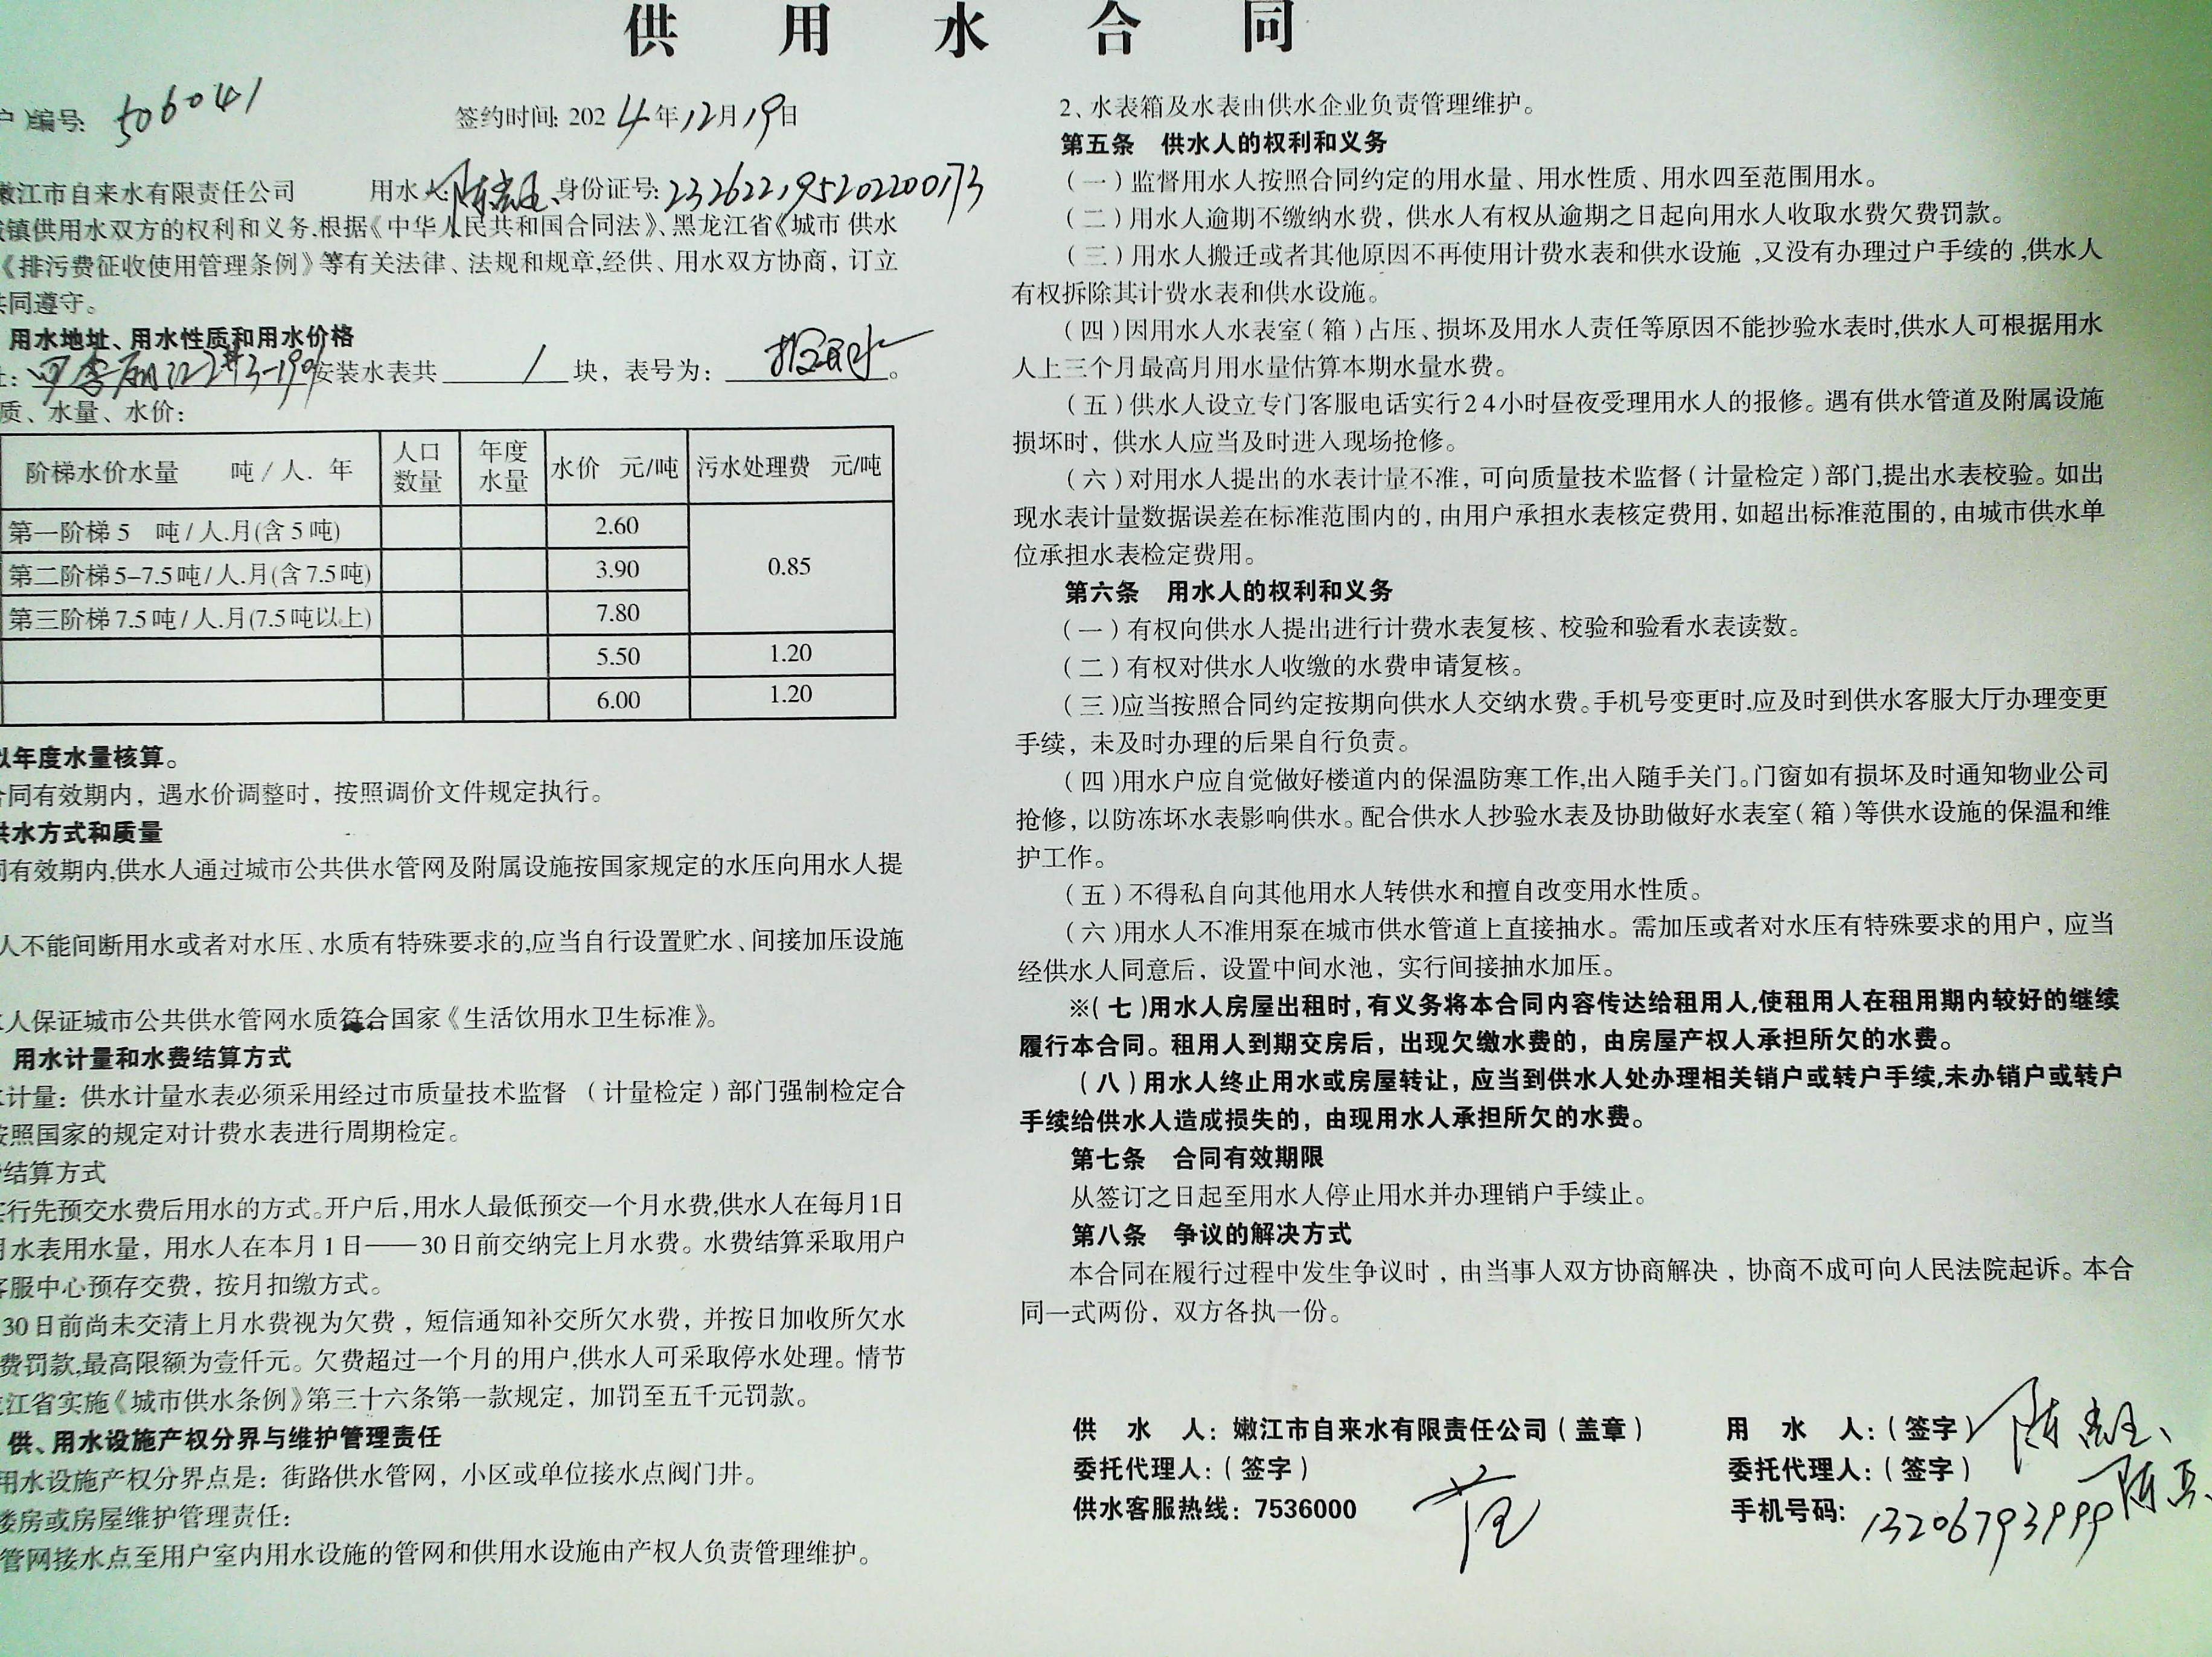 供用水合同
户)编号: 506041
签约时间: 2024年12月19日
嫩江市自来水有限责任公司 用水人: 陈 身份证号: 232622195202200173
城镇供用水双方的权利和义务,根据《中华人民共和国合同法》、黑龙江省《城市供水
《排污费征收使用管理条例》等有关法律、法规和规章,经供、用水双方协商，订立
共同遵守。
用水地址、用水性质和用水价格
址: 2#3-1901 安装水表共 1 块，表号为:
质、水量、水价:
阶梯水价水量 吨/人.年 人口数量 年度水量 水价 元/吨 污水处理费 元/吨
第一阶梯5 吨/人.月(含5吨) 2.60 0.85
第二阶梯5-7.5吨/人.月(含7.5吨) 3.90
第三阶梯7.5吨/人.月(7.5吨以上) 7.80
5.50 1.20
6.00 1.20
以年度水量核算。
合同有效期内，遇水价调整时，按照调价文件规定执行。
供水方式和质量
同有效期内,供水人通过城市公共供水管网及附属设施按国家规定的水压向用水人提
人不能间断用水或者对水压、水质有特殊要求的,应当自行设置贮水、间接加压设施
水人保证城市公共供水管网水质符合国家《生活饮用水卫生标准》。
用水计量和水费结算方式
水计量：供水计量水表必须采用经过市质量技术监督（计量检定）部门强制检定合
按照国家的规定对计费水表进行周期检定。
结算方式
实行先预交水费后用水的方式。开户后,用水人最低预交一个月水费,供水人在每月1日
月水表用水量，用水人在本月1日——30日前交纳完上月水费。水费结算采取用户
客服中心预存交费，按月扣缴方式。
30日前尚未交清上月水费视为欠费，短信通知补交所欠水费，并按日加收所欠水
费罚款,最高限额为壹仟元。欠费超过一个月的用户,供水人可采取停水处理。情节
龙江省实施《城市供水条例》第三十六条第一款规定，加罚至五千元罚款。
供、用水设施产权分界与维护管理责任
用水设施产权分界点是：街路供水管网，小区或单位接水点阀门井。
楼房或房屋维护管理责任:
管网接水点至用户室内用水设施的管网和供用水设施由产权人负责管理维护。
2、水表箱及水表由供水企业负责管理维护。
第五条 供水人的权利和义务
(一)监督用水人按照合同约定的用水量、用水性质、用水四至范围用水。
(二)用水人逾期不缴纳水费，供水人有权从逾期之日起向用水人收取水费欠费罚款。
(三)用水人搬迁或者其他原因不再使用计费水表和供水设施,又没有办理过户手续的,供水人
有权拆除其计费水表和供水设施。
(四)因用水人水表室(箱)占压、损坏及用水人责任等原因不能抄验水表时,供水人可根据用水
人上三个月最高月用水量估算本期水量水费。
(五)供水人设立专门客服电话实行24小时昼夜受理用水人的报修。遇有供水管道及附属设施
损坏时，供水人应当及时进入现场抢修。
(六)对用水人提出的水表计量不准，可向质量技术监督(计量检定)部门,提出水表校验。如出
现水表计量数据误差在标准范围内的，由用户承担水表核定费用，如超出标准范围的，由城市供水单
位承担水表检定费用。
第六条 用水人的权利和义务
(一)有权向供水人提出进行计费水表复核、校验和验看水表读数。
(二)有权对供水人收缴的水费申请复核。
(三)应当按照合同约定按期向供水人交纳水费。手机号变更时,应及时到供水客服大厅办理变更
手续，未及时办理的后果自行负责。
(四)用水户应自觉做好楼道内的保温防寒工作,出入随手关门。门窗如有损坏及时通知物业公司
抢修，以防冻坏水表影响供水。配合供水人抄验水表及协助做好水表室(箱)等供水设施的保温和维
护工作。
(五)不得私自向其他用水人转供水和擅自改变用水性质。
(六)用水人不准用泵在城市供水管道上直接抽水。需加压或者对水压有特殊要求的用户，应当
经供水人同意后，设置中间水池，实行间接抽水加压。
※(七)用水人房屋出租时,有义务将本合同内容传达给租用人,使租用人在租用期内较好的继续
履行本合同。租用人到期交房后，出现欠缴水费的，由房屋产权人承担所欠的水费。
(八)用水人终止用水或房屋转让，应当到供水人处办理相关销户或转户手续,未办销户或转户
手续给供水人造成损失的，由现用水人承担所欠的水费。
第七条 合同有效期限
从签订之日起至用水人停止用水并办理销户手续止。
第八条 争议的解决方式
本合同在履行过程中发生争议时，由当事人双方协商解决，协商不成可向人民法院起诉。本合
同一式两份，双方各执一份。
供水人：嫩江市自来水有限责任公司(盖章) 用水人:(签字) 陈
委托代理人:(签字) 范 委托代理人:(签字) 陈
供水客服热线：7536000 手机号码: 13206793999